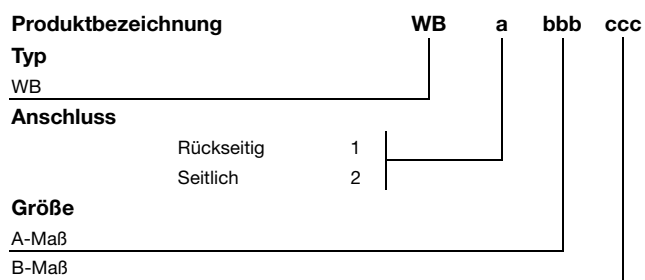 Produktbezeichnung WB a bbb ccc
Typ
WB
Anschluss
Rückseitig 1
Seitlich 2
Größe
A-Maß
B-Maß